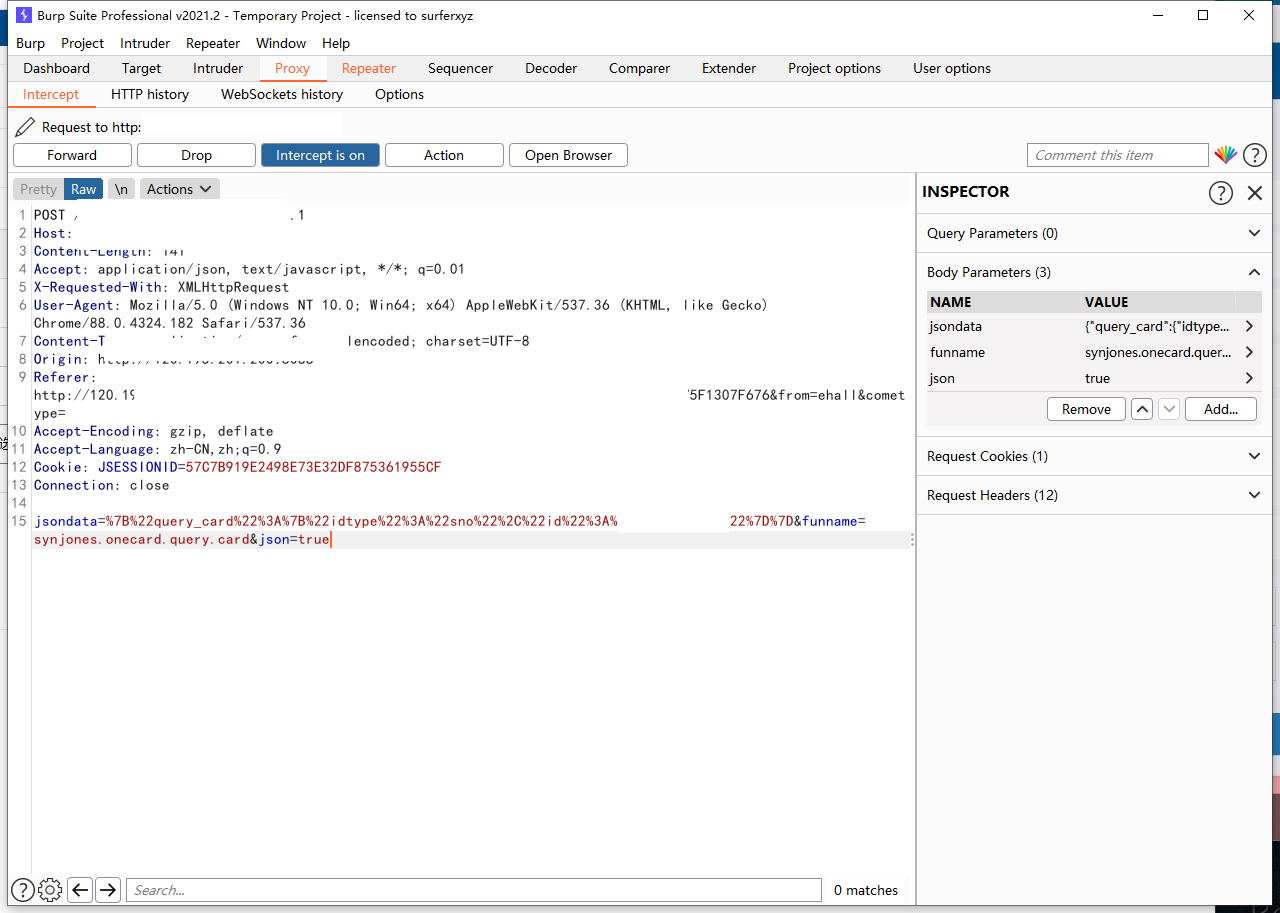 Burp Suite Professional v2021.2 - Temporary Project - licensed to surferxyz
Burp Project Intruder Repeater Window Help
Dashboard Target Intruder Proxy Repeater Sequencer Decoder Comparer Extender Project options User options
Intercept HTTP history WebSockets history Options
Request to http:
Forward Drop Intercept is on Action Open Browser Comment this item ?
Pretty Raw \n Actions
INSPECTOR ?
1 POST / .1
2 Host:
3 Content-Length: 141
4 Accept: application/json, text/javascript, */*; q=0.01
5 X-Requested-With: XMLHttpRequest
6 User-Agent: Mozilla/5.0 (Windows NT 10.0; Win64; x64) AppleWebKit/537.36 (KHTML, like Gecko)
Chrome/88.0.4324.182 Safari/537.36
7 Content-T lencoded; charset=UTF-8
8 Origin:
9 Referer:
http://120.19 5F1307F676&from=ehall&comet
ype=
10 Accept-Encoding: gzip, deflate
11 Accept-Language: zh-CN,zh;q=0.9
12 Cookie: JSESSIONID=57C7B919E2498E73E32DF875361955CF
13 Connection: close
14
15 jsondata=%7B%22query_card%22%3A%7B%22idtype%22%3A%22sno%22%2C%22id%22%3A% 22%7D%7D&funname=
synjones.onecard.query.card&json=true
Query Parameters (0)
Body Parameters (3)
NAME VALUE
jsondata {"query_card":{"idtype...
funname synjones.onecard.quer...
json true
Remove Add...
Request Cookies (1)
Request Headers (12)
? Search... 0 matches